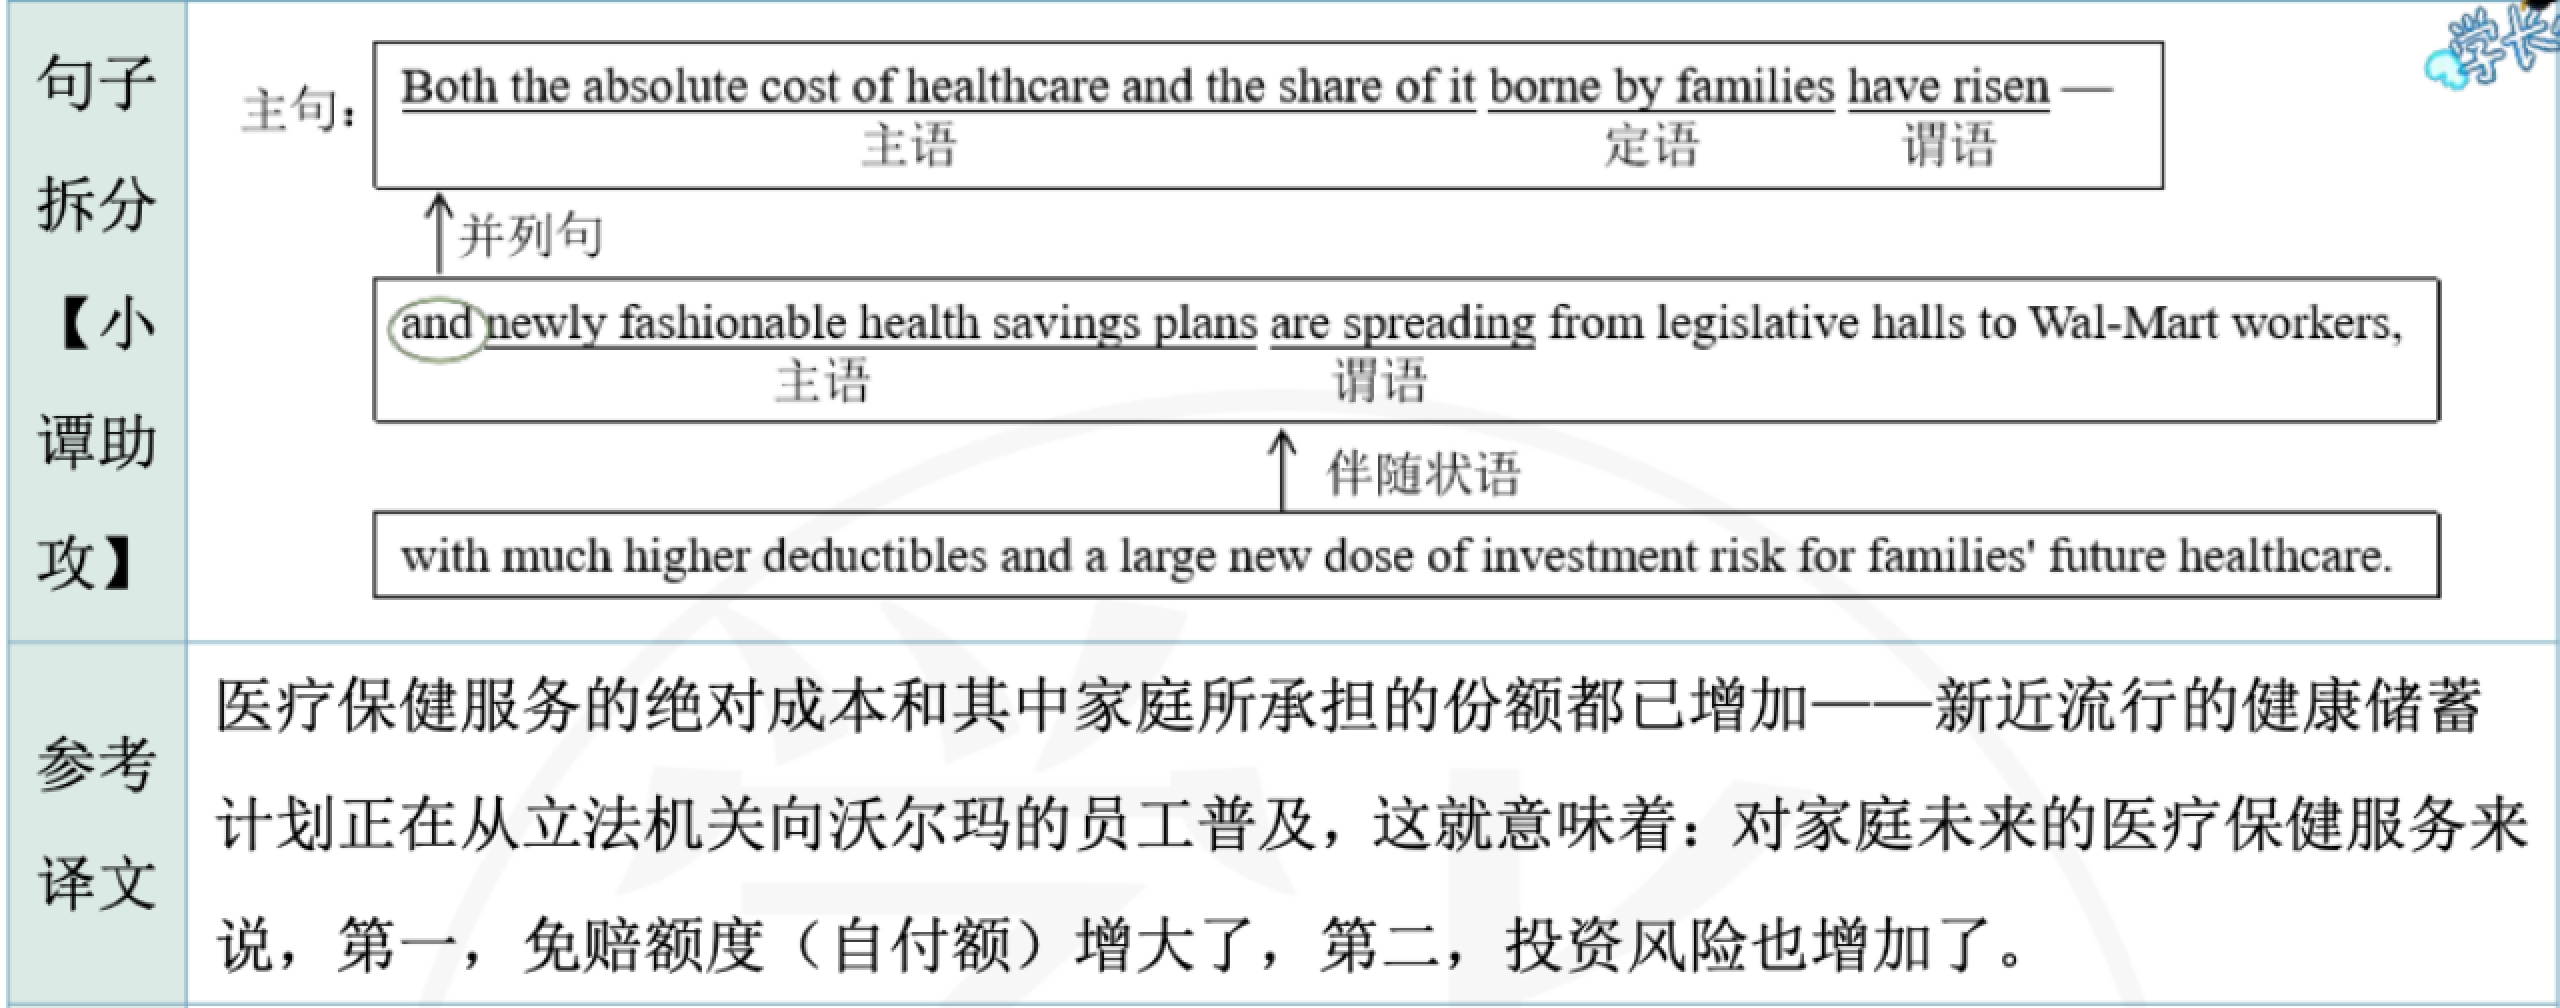 句子
拆分
【小
谭助
攻】
主句：
Both the absolute cost of healthcare and the share of it borne by families have risen —
主语 定语 谓语
并列句
and newly fashionable health savings plans are spreading from legislative halls to Wal-Mart workers,
主语 谓语
伴随状语
with much higher deductibles and a large new dose of investment risk for families' future healthcare.
参考
译文
医疗保健服务的绝对成本和其中家庭所承担的份额都已增加——新近流行的健康储蓄
计划正在从立法机关向沃尔玛的员工普及，这就意味着：对家庭未来的医疗保健服务来
说，第一，免赔额度（自付额）增大了，第二，投资风险也增加了。
学长